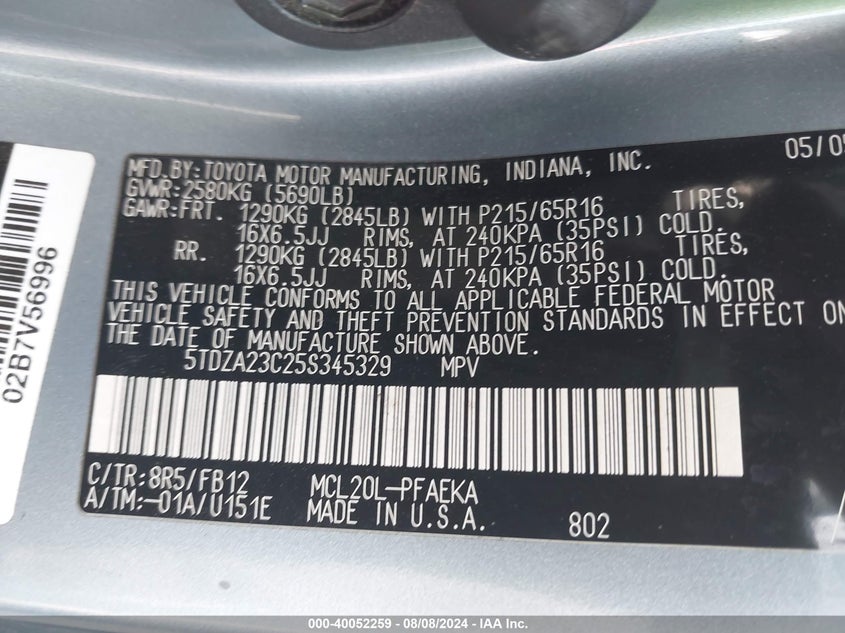 MFD.BY:TOYOTA MOTOR MANUFACTURING, INDIANA, INC. 05/05
GVWR:2580KG (5690LB)
GAWR:FRT. 1290KG (2845LB) WITH P215/65R16 TIRES,
16X6.5JJ RIMS, AT 240KPA (35PSI) COLD.
RR. 1290KG (2845LB) WITH P215/65R16 TIRES,
16X6.5JJ RIMS, AT 240KPA (35PSI) COLD.
THIS VEHICLE CONFORMS TO ALL APPLICABLE FEDERAL MOTOR
VEHICLE SAFETY AND THEFT PREVENTION STANDARDS IN EFFECT ON
THE DATE OF MANUFACTURE SHOWN ABOVE.
5TDZA23C25S345329 MPV
C/TR:8R5/FB12 MCL20L-PFAEKA
A/TM:-01A/U151E MADE IN U.S.A. 802
02B7V56996
000-40052259 - 08/08/2024 - IAA Inc.